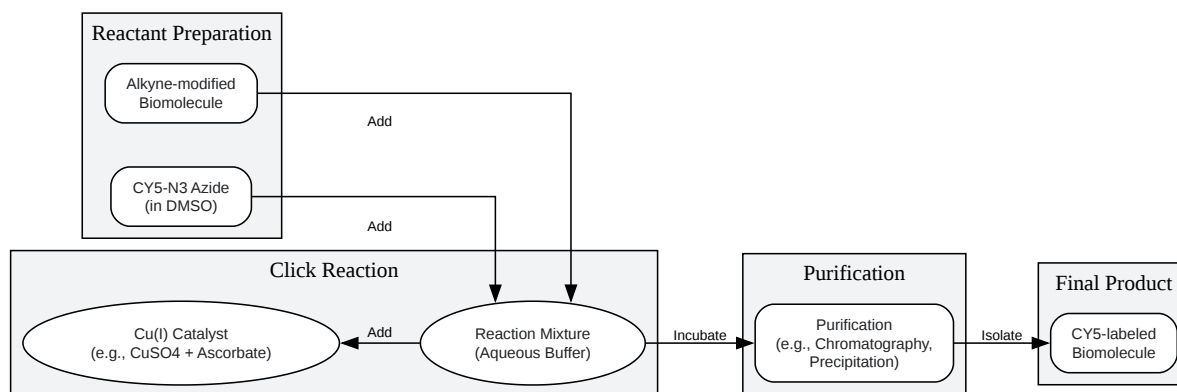 Reactant Preparation
Alkyne-modified
Biomolecule
Add
CY5-N3 Azide
(in DMSO)
Add
Click Reaction
Cu(I) Catalyst
(e.g., CuSO4 + Ascorbate)
Add
Reaction Mixture
(Aqueous Buffer)
Incubate
Purification
Purification
(e.g., Chromatography,
Precipitation)
Isolate
Final Product
CY5-labeled
Biomolecule